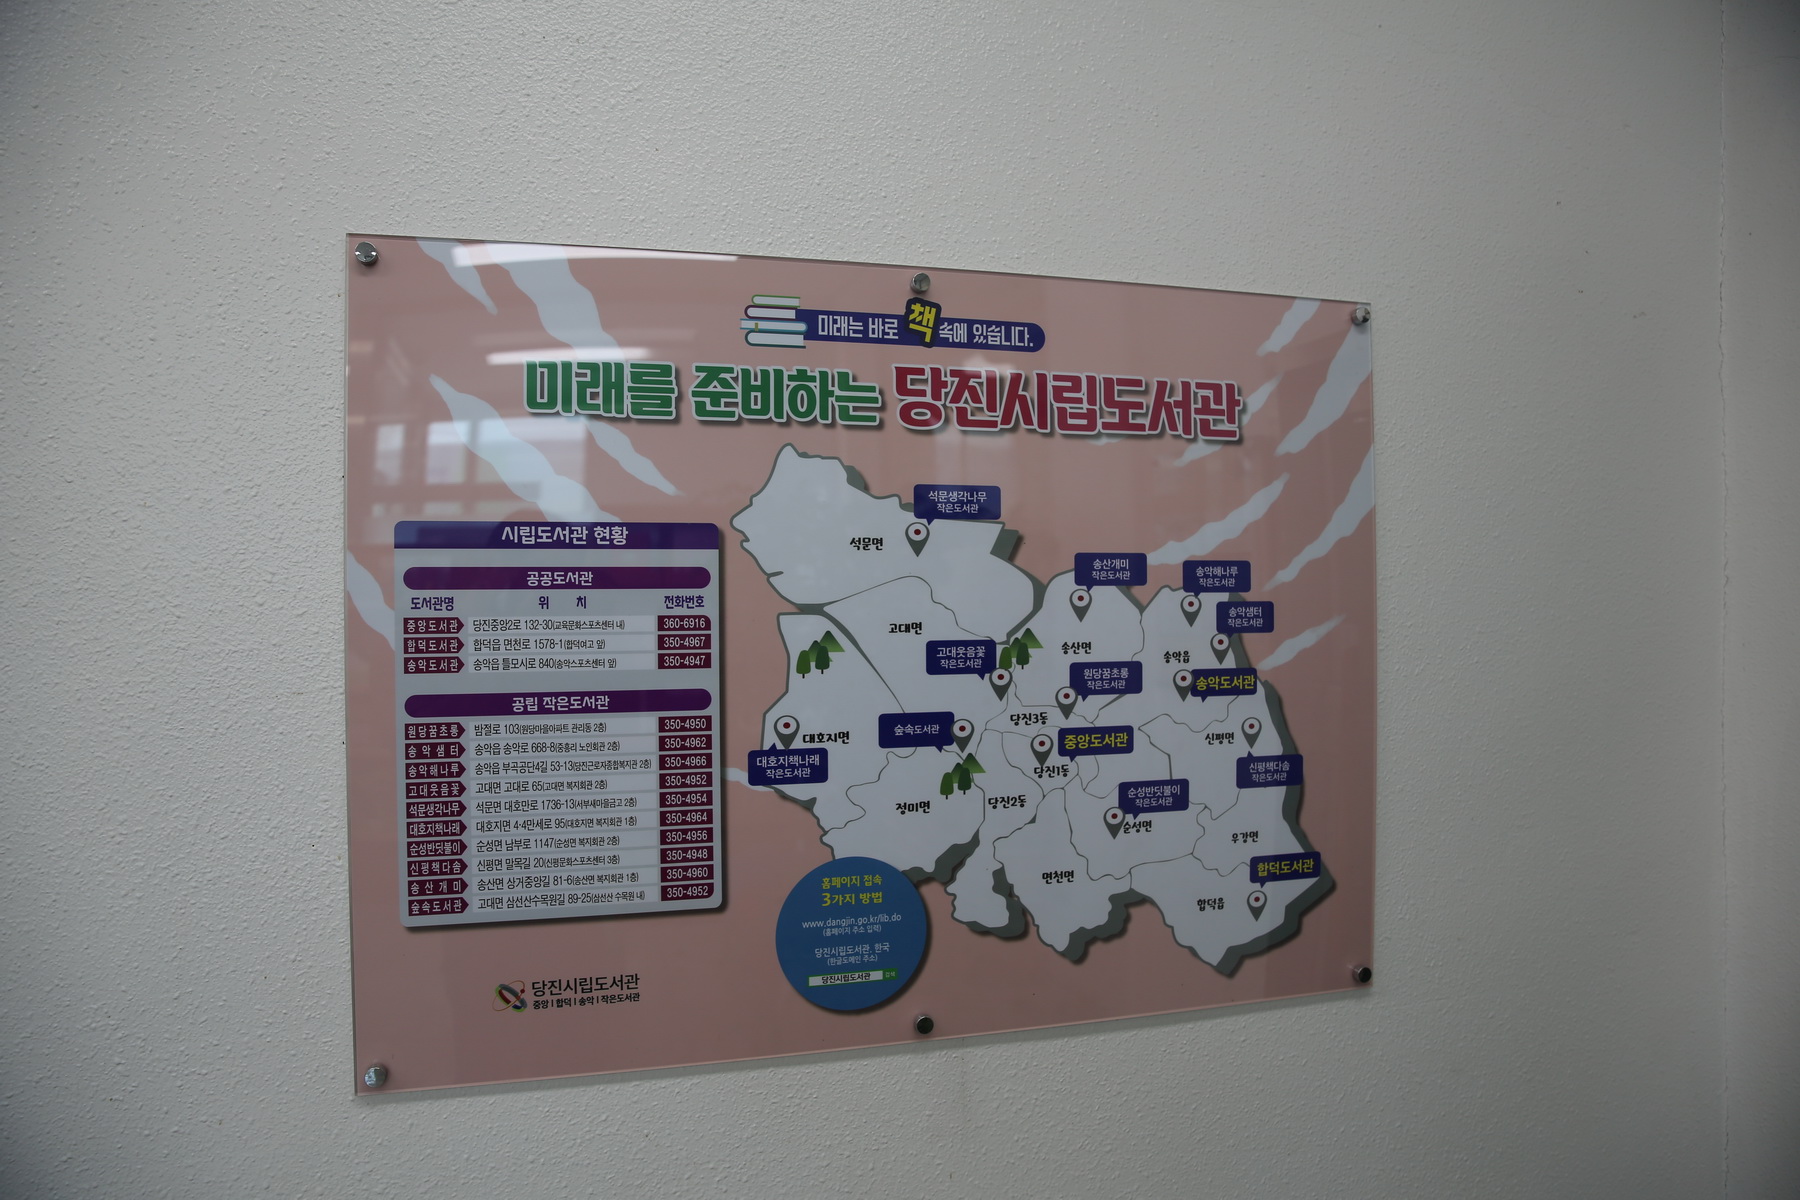 미래는 바로 책 속에 있습니다.
미래를 준비하는 당진시립도서관
시립도서관 현황
공공도서관
도서관명 위 치 전화번호
중앙도서관 당진중앙2로 132-30(교육문화스포츠센터 내) 360-6916
합덕도서관 합덕읍 면천로 1578-1(합덕여고 앞) 350-4967
송악도서관 송악읍 틀모시로 840(송악스포츠센터 앞) 350-4947
공립 작은도서관
원당꿈초롱 밤절로 103(원당마을아파트 관리동 2층) 350-4950
송악샘터 송악읍 송악로 668-8(중흥리 노인회관 2층) 350-4962
송악해나루 송악읍 부곡공단4길 53-13(당진근로자종합복지관 2층) 350-4966
고대웃음꽃 고대면 고대로 65(고대면 복지회관 2층) 350-4952
석문생각나무 석문면 대호만로 1736-13(서부새마을금고 2층) 350-4954
대호지책나래 대호지면 4·4만세로 95(대호지면 복지회관 1층) 350-4964
순성반딧불이 순성면 남부로 1147(순성면 복지회관 2층) 350-4956
신평책다솜 신평면 말목길 20(신평문화스포츠센터 3층) 350-4948
송산개미 송산면 상거중앙길 81-6(송산면 복지회관 1층) 350-4960
숲속도서관 고대면 삼선산수목원길 89-25(삼선산 수목원 내) 350-4952
당진시립도서관
중앙 | 합덕 | 송악 | 작은도서관
석문생각나무
작은도서관
석문면
송산개미
작은도서관
송악해나루
작은도서관
송악샘터
작은도서관
고대면
고대웃음꽃
작은도서관
송산면
송악읍
송악도서관
원당꿈초롱
작은도서관
당진3동
숲속도서관
대호지면
대호지책나래
작은도서관
중앙도서관
당진1동
신평면
신평책다솜
작은도서관
정미면
당진2동
순성반딧불이
작은도서관
순성면
우강면
합덕도서관
면천면
합덕읍
홈페이지 접속
3가지 방법
www.dangjin.go.kr/lib.do
(홈페이지 주소 입력)
당진시립도서관.한국
(한글도메인 주소)
당진시립도서관 검색